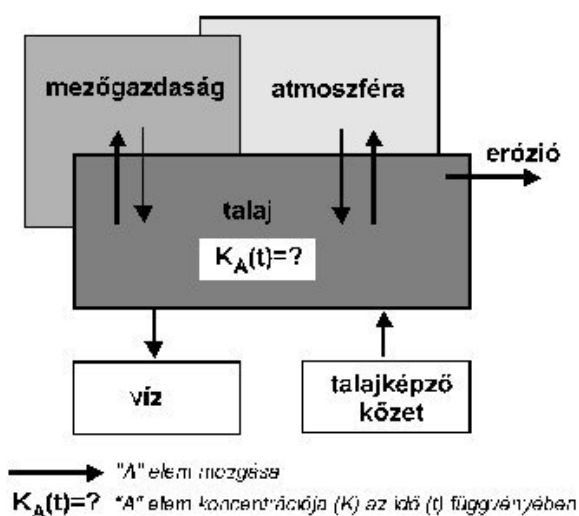 mezőgazdaság
atmoszféra
erózió
talaj
K_A(t)=?
víz
talajképző
kőzet
"A" elem mozgása
K_A(t)=? "A" elem koncentrációja (K) az idő (t) függvényében